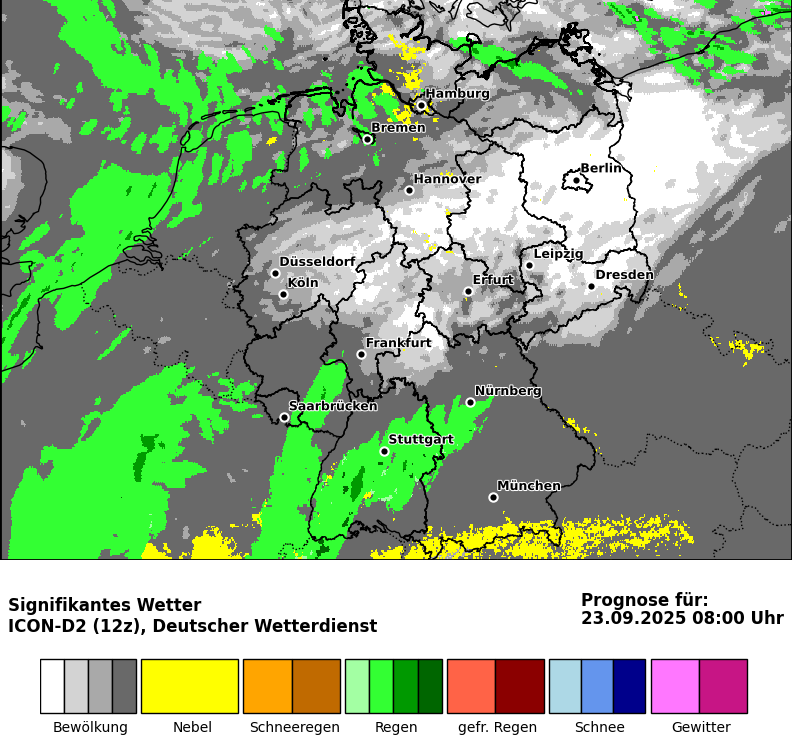 Hamburg
Bremen
Berlin
Hannover
Leipzig
Düsseldorf
Dresden
Köln
Erfurt
Frankfurt
Nürnberg
Saarbrücken
Stuttgart
München
Signifikantes Wetter
ICON-D2 (12z), Deutscher Wetterdienst
Prognose für:
23.09.2025 08:00 Uhr
Bewölkung Nebel Schneeregen Regen gefr. Regen Schnee Gewitter